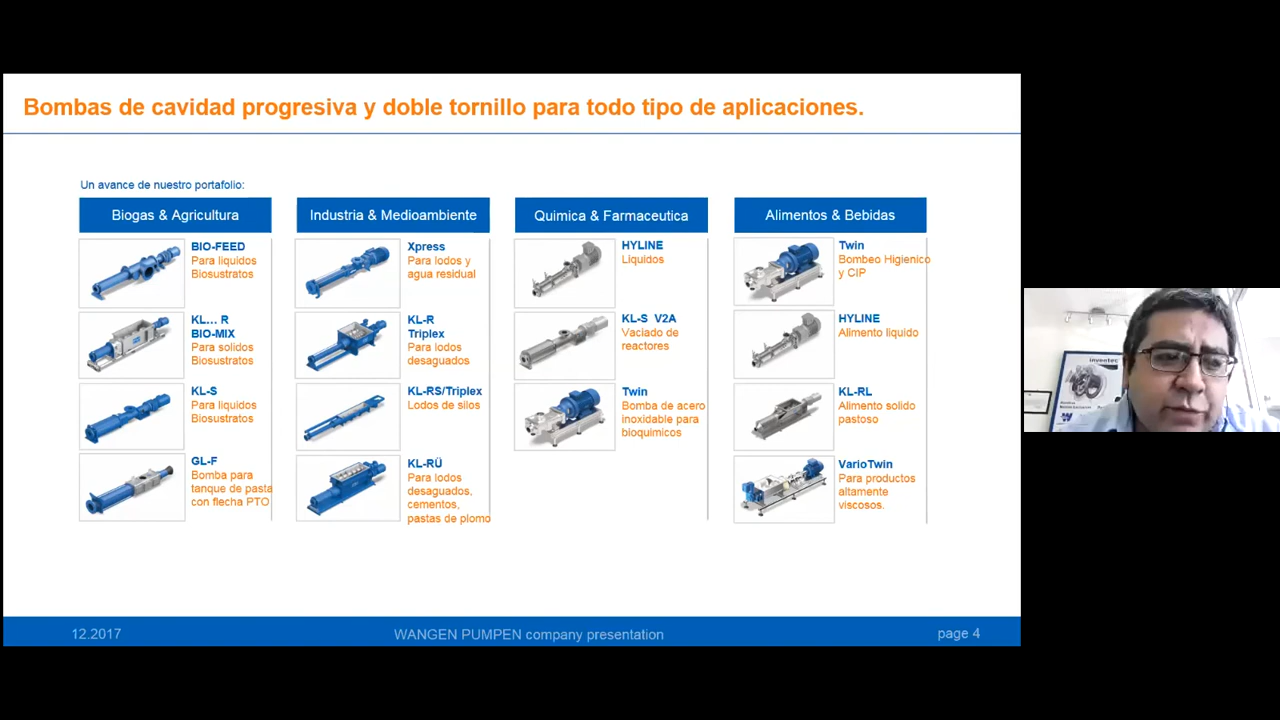 Bombas de cavidad progresiva y doble tornillo para todo tipo de aplicaciones.
Un avance de nuestro portafolio:
Biogas & Agricultura
BIO-FEED
Para liquidos
Biosustratos
KL... R
BIO-MIX
Para solidos
Biosustratos
KL-S
Para liquidos
Biosustratos
GL-F
Bomba para
tanque de pasta
con flecha PTO
Industria & Medioambiente
Xpress
Para lodos y
agua residual
KL-R
Triplex
Para lodos
desaguados
KL-RS/Triplex
Lodos de silos
KL-RÜ
Para lodos
desaguados,
cementos,
pastas de plomo
Quimica & Farmaceutica
HYLINE
Liquidos
KL-S V2A
Vaciado de
reactores
Twin
Bomba de acero
inoxidable para
bioquimicos
Alimentos & Bebidas
Twin
Bombeo Higienico
y CIP
HYLINE
Alimento liquido
KL-RL
Alimento solido
pastoso
VarioTwin
Para productos
altamente
viscosos.
12.2017
WANGEN PUMPEN company presentation
page 4
inventec